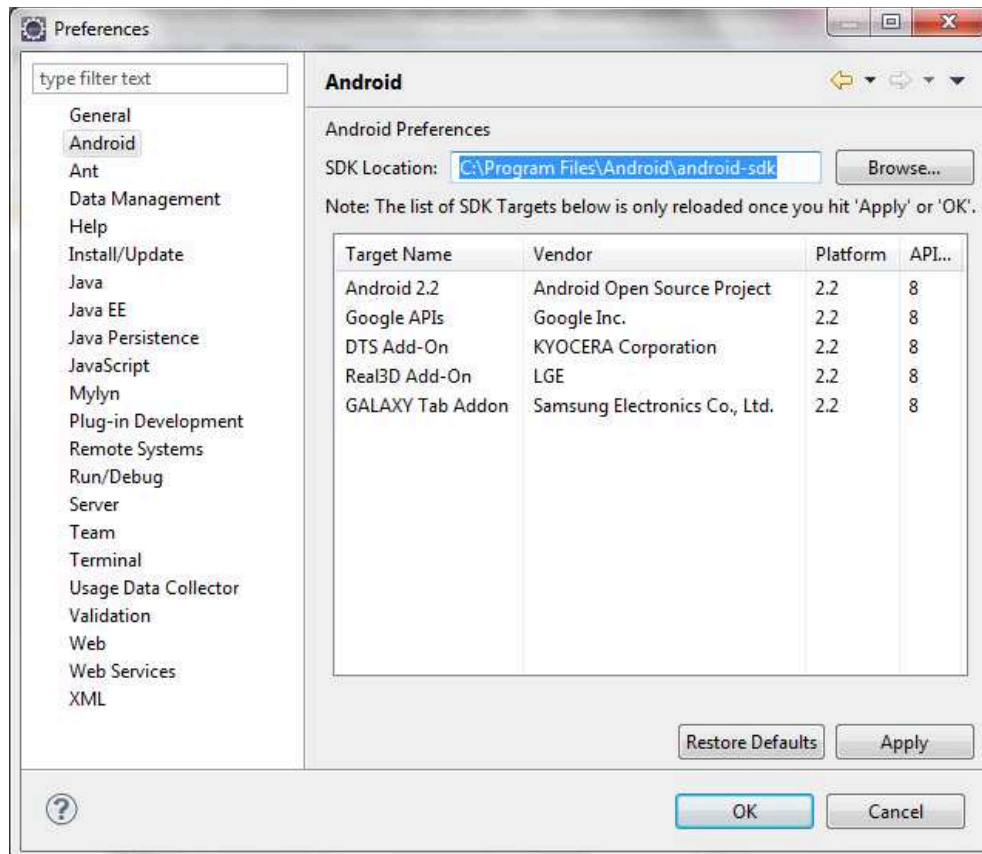 Preferences
type filter text
General
Android
Ant
Data Management
Help
Install/Update
Java
Java EE
Java Persistence
JavaScript
Mylyn
Plug-in Development
Remote Systems
Run/Debug
Server
Team
Terminal
Usage Data Collector
Validation
Web
Web Services
XML
Android
Android Preferences
SDK Location: C:\Program Files\Android\android-sdk Browse...
Note: The list of SDK Targets below is only reloaded once you hit 'Apply' or 'OK'.
Target Name Vendor Platform API...
Android 2.2 Android Open Source Project 2.2 8
Google APIs Google Inc. 2.2 8
DTS Add-On KYOCERA Corporation 2.2 8
Real3D Add-On LGE 2.2 8
GALAXY Tab Addon Samsung Electronics Co., Ltd. 2.2 8
Restore Defaults Apply
? OK Cancel